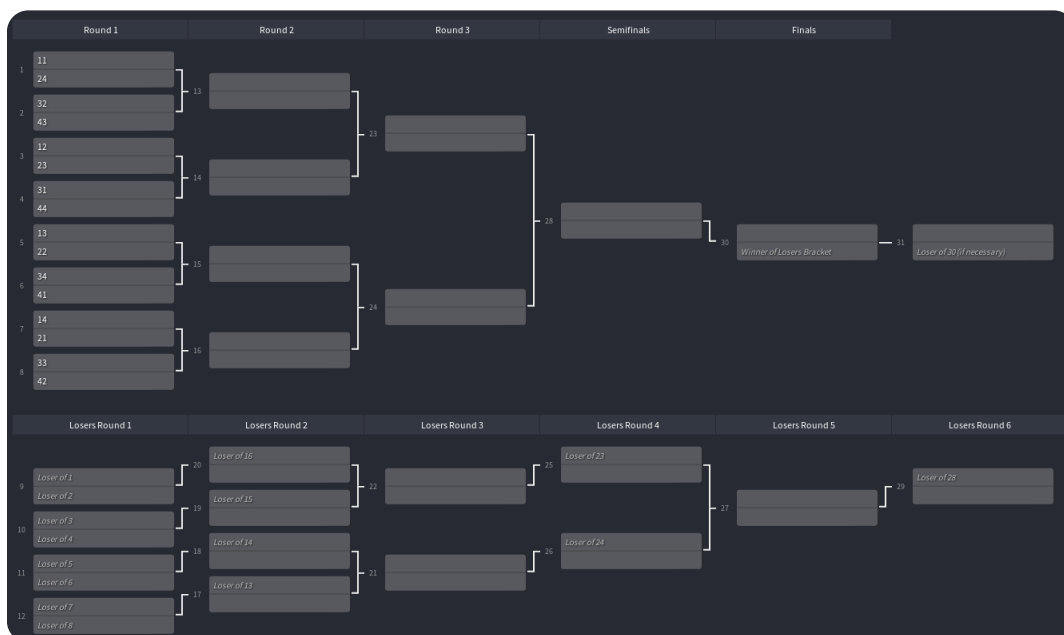 Round 1 Round 2 Round 3 Semifinals Finals
1 11
24
2 32
43
13
3 12
23
4 31
44
14
23
5 13
22
6 34
41
15
7 14
21
8 33
42
16
24
28
30 Winner of Losers Bracket
31 Loser of 30 (if necessary)
Losers Round 1 Losers Round 2 Losers Round 3 Losers Round 4 Losers Round 5 Losers Round 6
9 Loser of 1
Loser of 2
10 Loser of 3
Loser of 4
11 Loser of 5
Loser of 6
12 Loser of 7
Loser of 8
20 Loser of 16
19 Loser of 15
18 Loser of 14
17 Loser of 13
22
21
25 Loser of 23
26 Loser of 24
27
29 Loser of 28